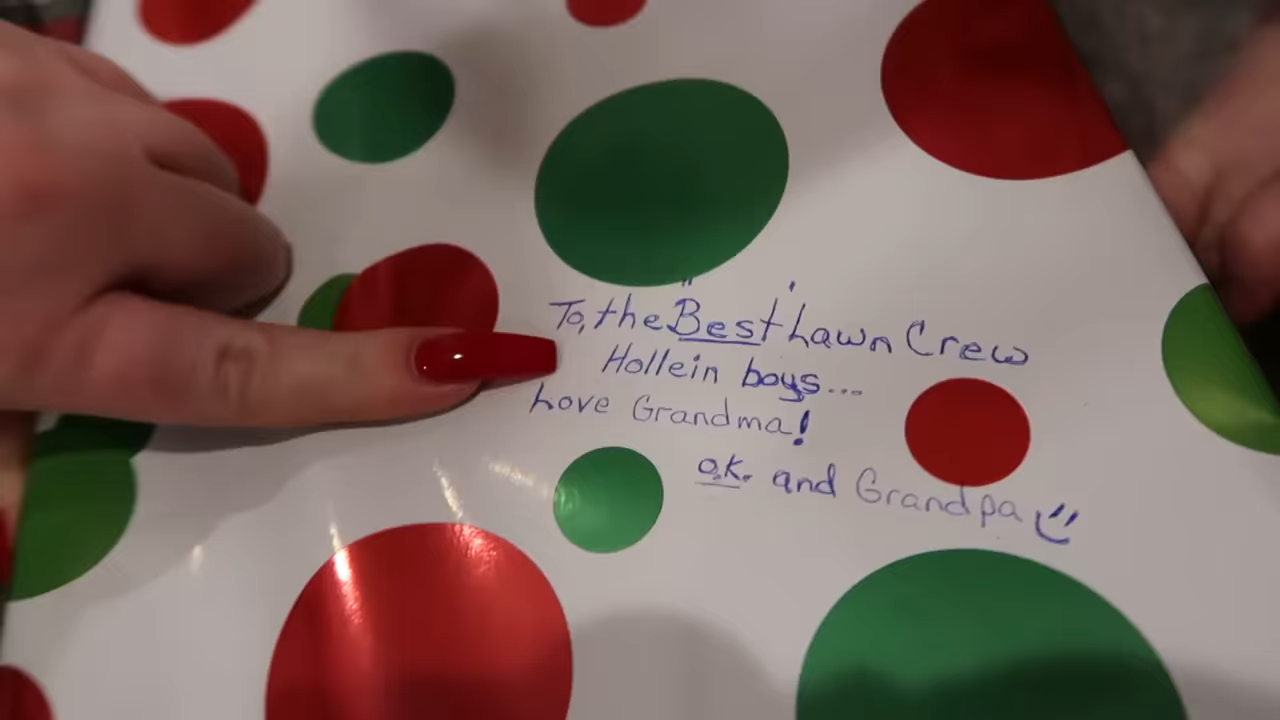 To, the "Best" Lawn Crew
Hollein boys...
Love Grandma!
O.K. and Grandpa